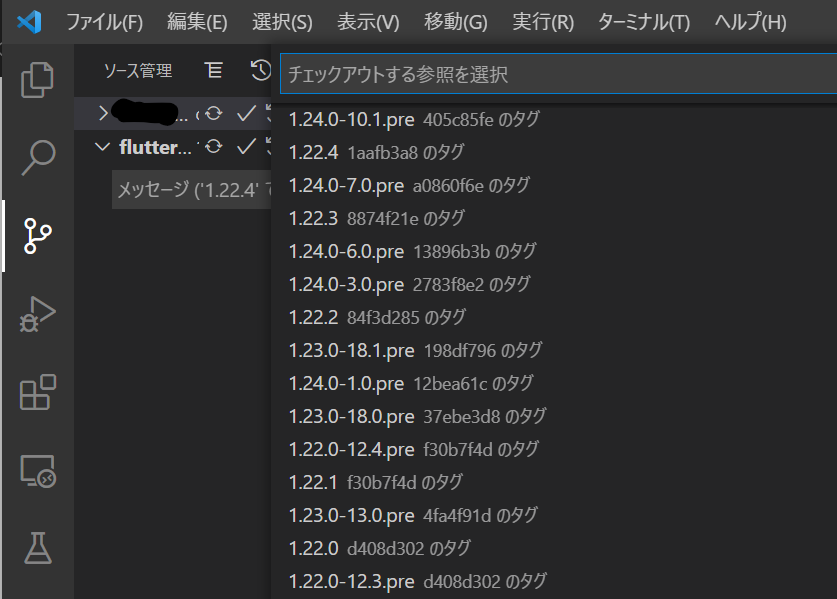 ファイル(F) 編集(E) 選択(S) 表示(V) 移動(G) 実行(R) ターミナル(T) ヘルプ(H)
ソース管理
...
flutter...
メッセージ ('1.22.4'
チェックアウトする参照を選択
1.24.0-10.1.pre 405c85fe のタグ
1.22.4 1aafb3a8 のタグ
1.24.0-7.0.pre a0860f6e のタグ
1.22.3 8874f21e のタグ
1.24.0-6.0.pre 13896b3b のタグ
1.24.0-3.0.pre 2783f8e2 のタグ
1.22.2 84f3d285 のタグ
1.23.0-18.1.pre 198df796 のタグ
1.24.0-1.0.pre 12bea61c のタグ
1.23.0-18.0.pre 37ebe3d8 のタグ
1.22.0-12.4.pre f30b7f4d のタグ
1.22.1 f30b7f4d のタグ
1.23.0-13.0.pre 4fa4f91d のタグ
1.22.0 d408d302 のタグ
1.22.0-12.3.pre d408d302 のタグ